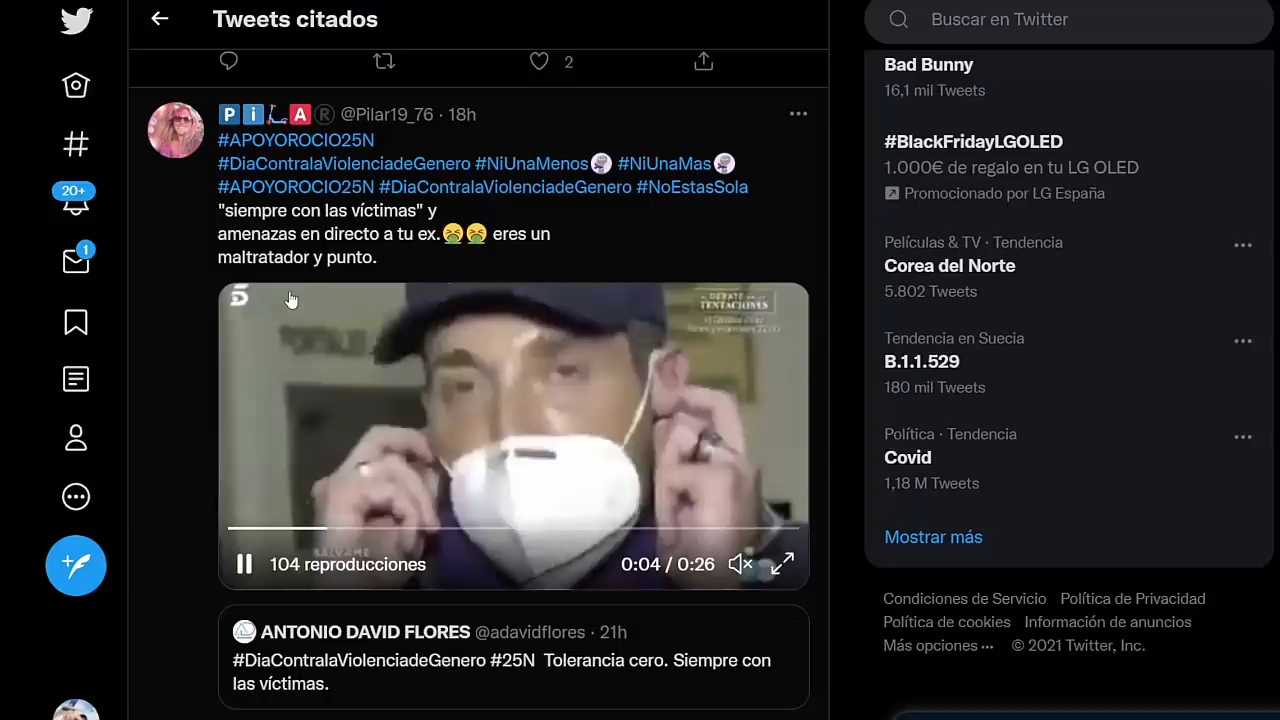 Tweets citados
Buscar en Twitter
2
PiAR @Pilar19_76 · 18h
#APOYOROCIO25N
#DiaContralaViolenciadeGenero #NiUnaMenos #NiUnaMas
#APOYOROCIO25N #DiaContralaViolenciadeGenero #NoEstasSola
"siempre con las víctimas" y
amenazas en directo a tu ex.🤮🤮 eres un
maltratador y punto.
5
DEBATE
TENTACIONES
SÁLVAME
104 reproducciones
0:04 / 0:26
ANTONIO DAVID FLORES @adavidflores · 21h
#DiaContralaViolenciadeGenero #25N Tolerancia cero. Siempre con
las víctimas.
20+
1
Bad Bunny
16,1 mil Tweets
#BlackFridayLGOLED
1.000€ de regalo en tu LG OLED
Promocionado por LG España
Películas & TV · Tendencia
Corea del Norte
5.802 Tweets
Tendencia en Suecia
B.1.1.529
180 mil Tweets
Política · Tendencia
Covid
1,18 M Tweets
Mostrar más
Condiciones de Servicio Política de Privacidad
Política de cookies Información de anuncios
Más opciones ··· © 2021 Twitter, Inc.